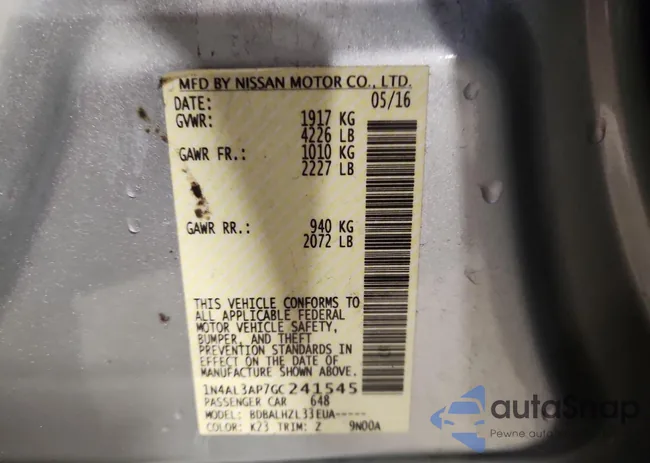 MFD BY NISSAN MOTOR CO., LTD.
DATE: 05/16
GVWR: 1917 KG
4226 LB
GAWR FR.: 1010 KG
2227 LB
GAWR RR.: 940 KG
2072 LB
THIS VEHICLE CONFORMS TO
ALL APPLICABLE FEDERAL
MOTOR VEHICLE SAFETY,
BUMPER, AND THEFT
PREVENTION STANDARDS IN
EFFECT ON THE DATE OF
MANUFACTURE SHOWN ABOVE.
1N4AL3AP7GC241545
PASSENGER CAR 648
MODEL: BDBALHZL33EUA-----
COLOR: K23 TRIM: Z 9N00A
autoSnap
Pewne auto